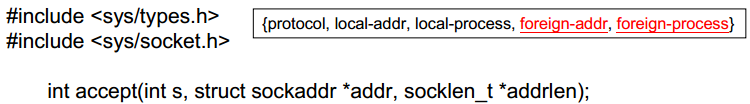 #include <sys/types.h>
#include <sys/socket.h>
{protocol, local-addr, local-process, foreign-addr, foreign-process}
int accept(int s, struct sockaddr *addr, socklen_t *addrlen);